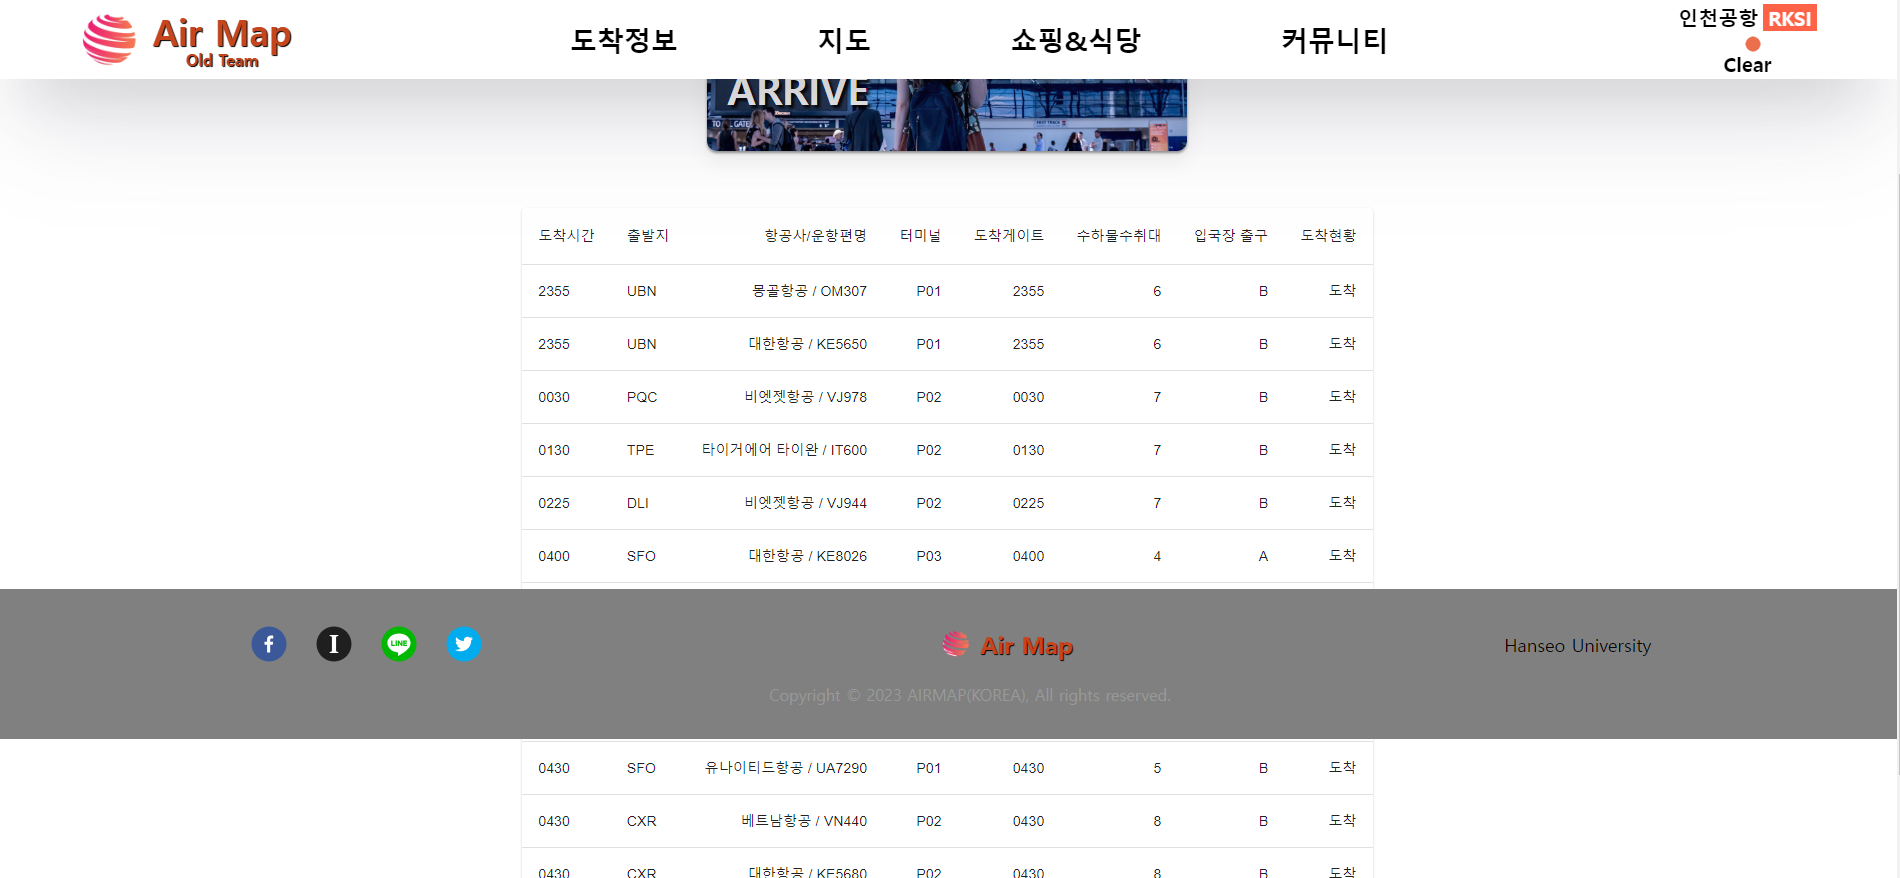 Air Map
Old Team
도착정보 지도 쇼핑&식당 커뮤니티
인천공항 RKSI
Clear
ARRIVE
도착시간 출발지 항공사/운항편명 터미널 도착게이트 수하물수취대 입국장 출구 도착현황
2355 UBN 몽골항공 / OM307 P01 2355 6 B 도착
2355 UBN 대한항공 / KE5650 P01 2355 6 B 도착
0030 PQC 비엣젯항공 / VJ978 P02 0030 7 B 도착
0130 TPE 타이거에어 타이완 / IT600 P02 0130 7 B 도착
0225 DLI 비엣젯항공 / VJ944 P02 0225 7 B 도착
0400 SFO 대한항공 / KE8026 P03 0400 4 A 도착
LINE
Air Map
Hanseo University
Copyright © 2023 AIRMAP(KOREA), All rights reserved.
0430 SFO 유나이티드항공 / UA7290 P01 0430 5 B 도착
0430 CXR 베트남항공 / VN440 P02 0430 8 B 도착
0430 CXR 대한항공 / KE5680 P02 0430 8 B 도착